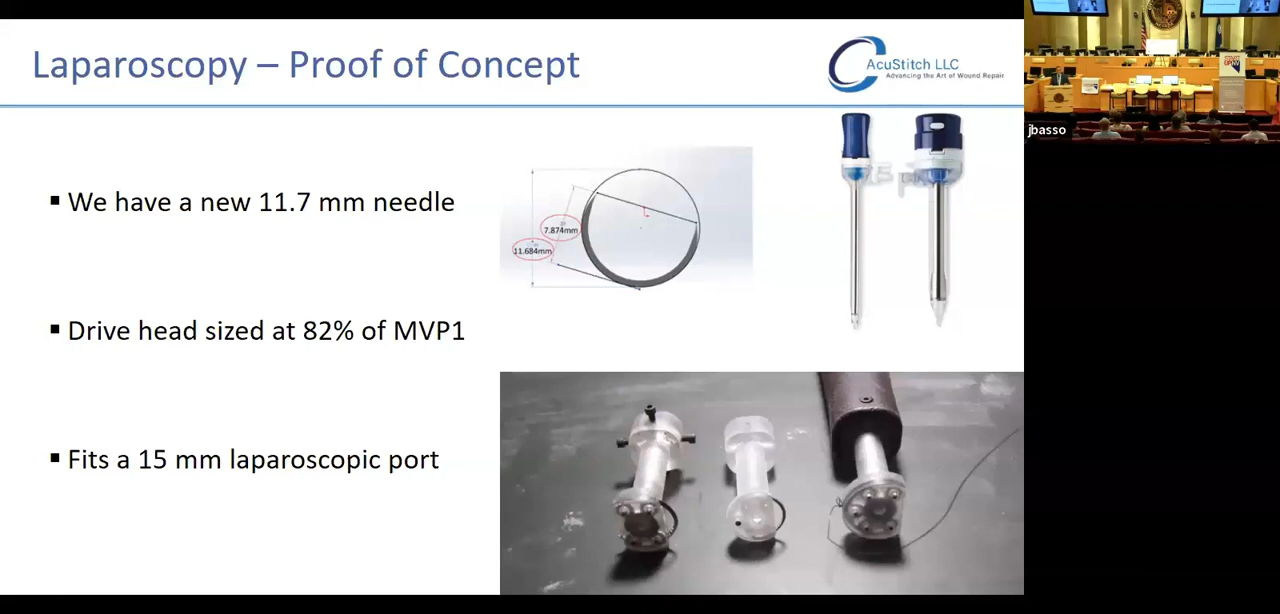 Laparoscopy – Proof of Concept
AcuStitch LLC
Advancing the Art of Wound Repair
▪ We have a new 11.7 mm needle
7.874mm
11.684mm
▪ Drive head sized at 82% of MVP1
▪ Fits a 15 mm laparoscopic port
jbasso